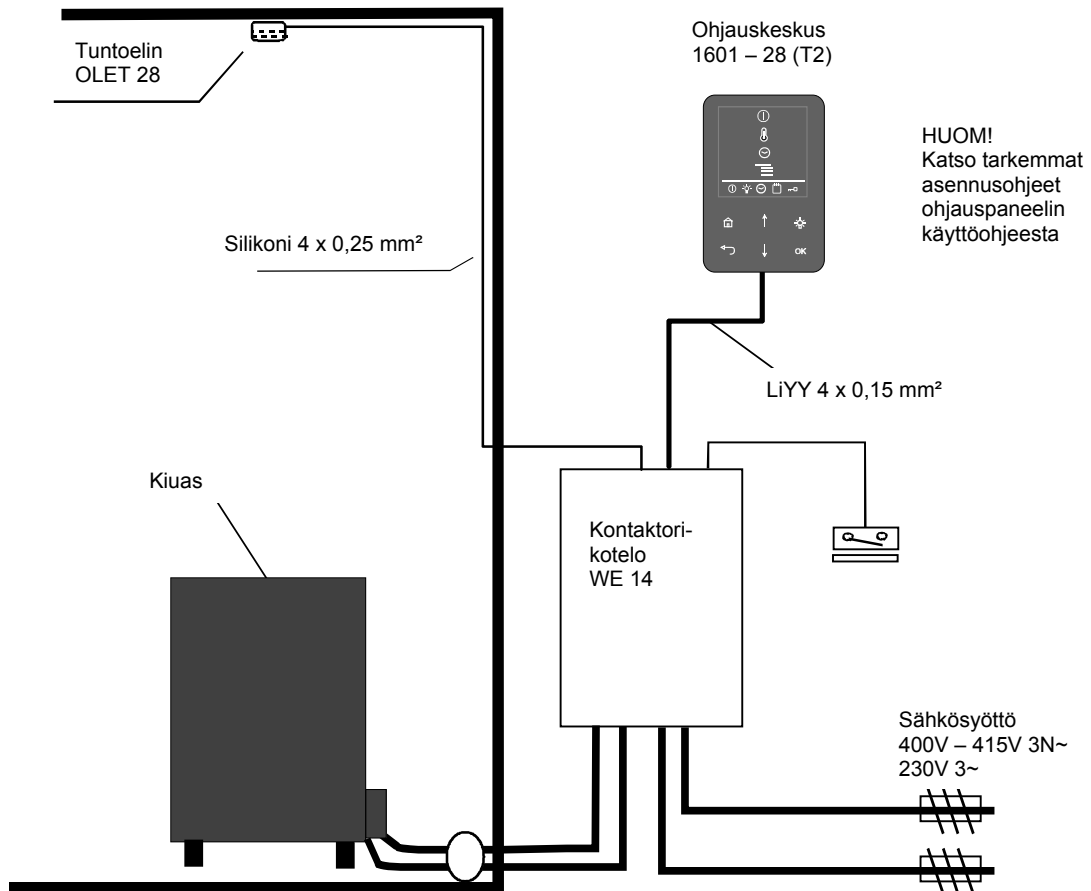 Tuntoelin
OLET 28
Ohjauskeskus
1601 – 28 (T2)
HUOM!
Katso tarkemmat
asennusohjeet
ohjauspaneelin
käyttöohjeesta
OK
Silikoni 4 x 0,25 mm²
LiYY 4 x 0,15 mm²
Kiuas
Kontaktori-
kotelo
WE 14
Sähkösyöttö
400V – 415V 3N~
230V 3~